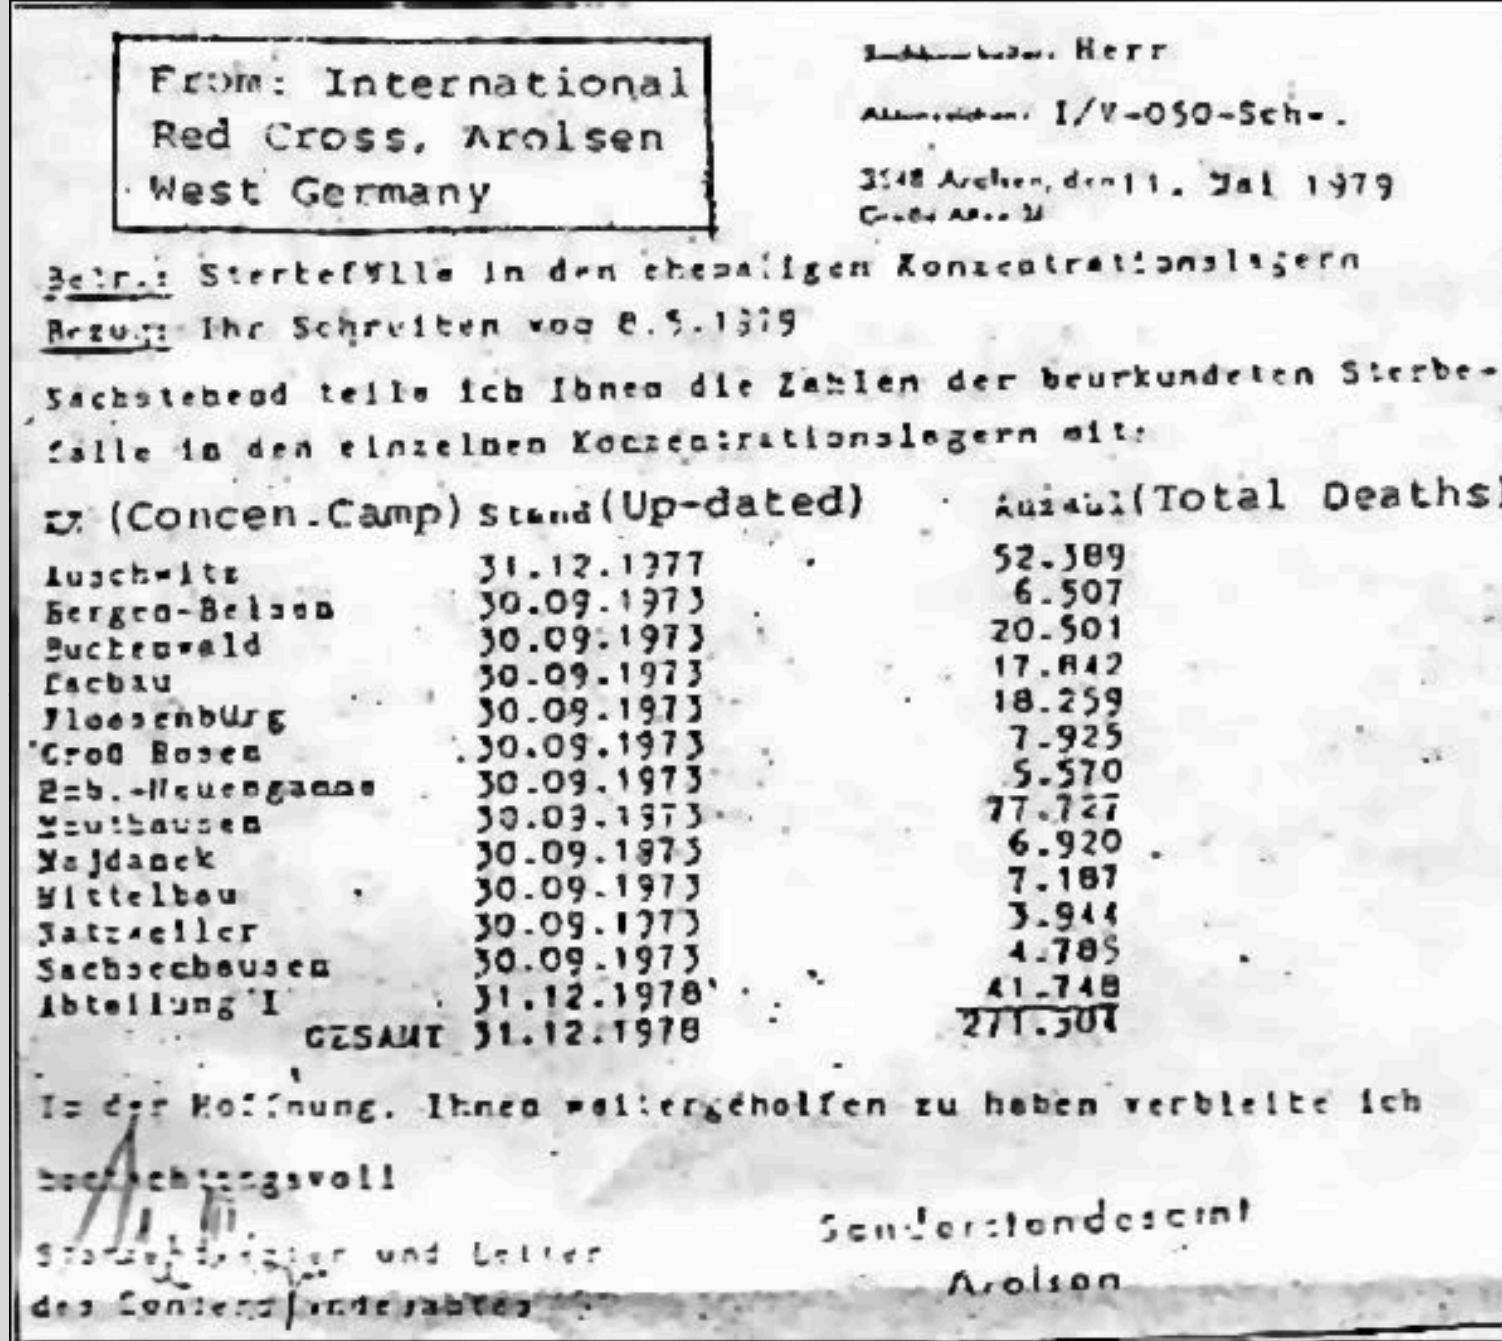 From: International
Red Cross, Arolsen
West Germany
Herr
I/V-050-Sch-.
den 11. Mai 1979
Betr.: Sterbefälle in den ehemaligen Konzentrationslagern
Bezug: Ihr Schreiben vom 8.5.1979
Nachstehend teile ich Ihnen die Zahlen der beurkundeten Sterbe-
fälle in den einzelnen Konzentrationslagern mit:
(Concen.Camp) Stand (Up-dated) Anzahl (Total Deaths)
Auschwitz 31.12.1977 52.389
Bergen-Belsen 30.09.1973 6.507
Buchenwald 30.09.1973 20.501
Dachau 30.09.1973 17.842
Flossenbürg 30.09.1973 18.259
Groß Rosen 30.09.1973 7.925
-Neuengamme 30.09.1973 5.570
Mauthausen 30.09.1973 77.727
Majdanek 30.09.1973 6.920
Mittelbau 30.09.1973 7.187
Natzweiler 30.09.1973 3.944
Sachsenhausen 30.09.1973 4.785
Abteilung I 31.12.1978 41.748
GESAMT 31.12.1978
In der Hoffnung, Ihnen weitergeholfen zu haben verbleibe ich
hochachtungsvoll
Sonderstandesamt
Arolsen
und Leiter
des